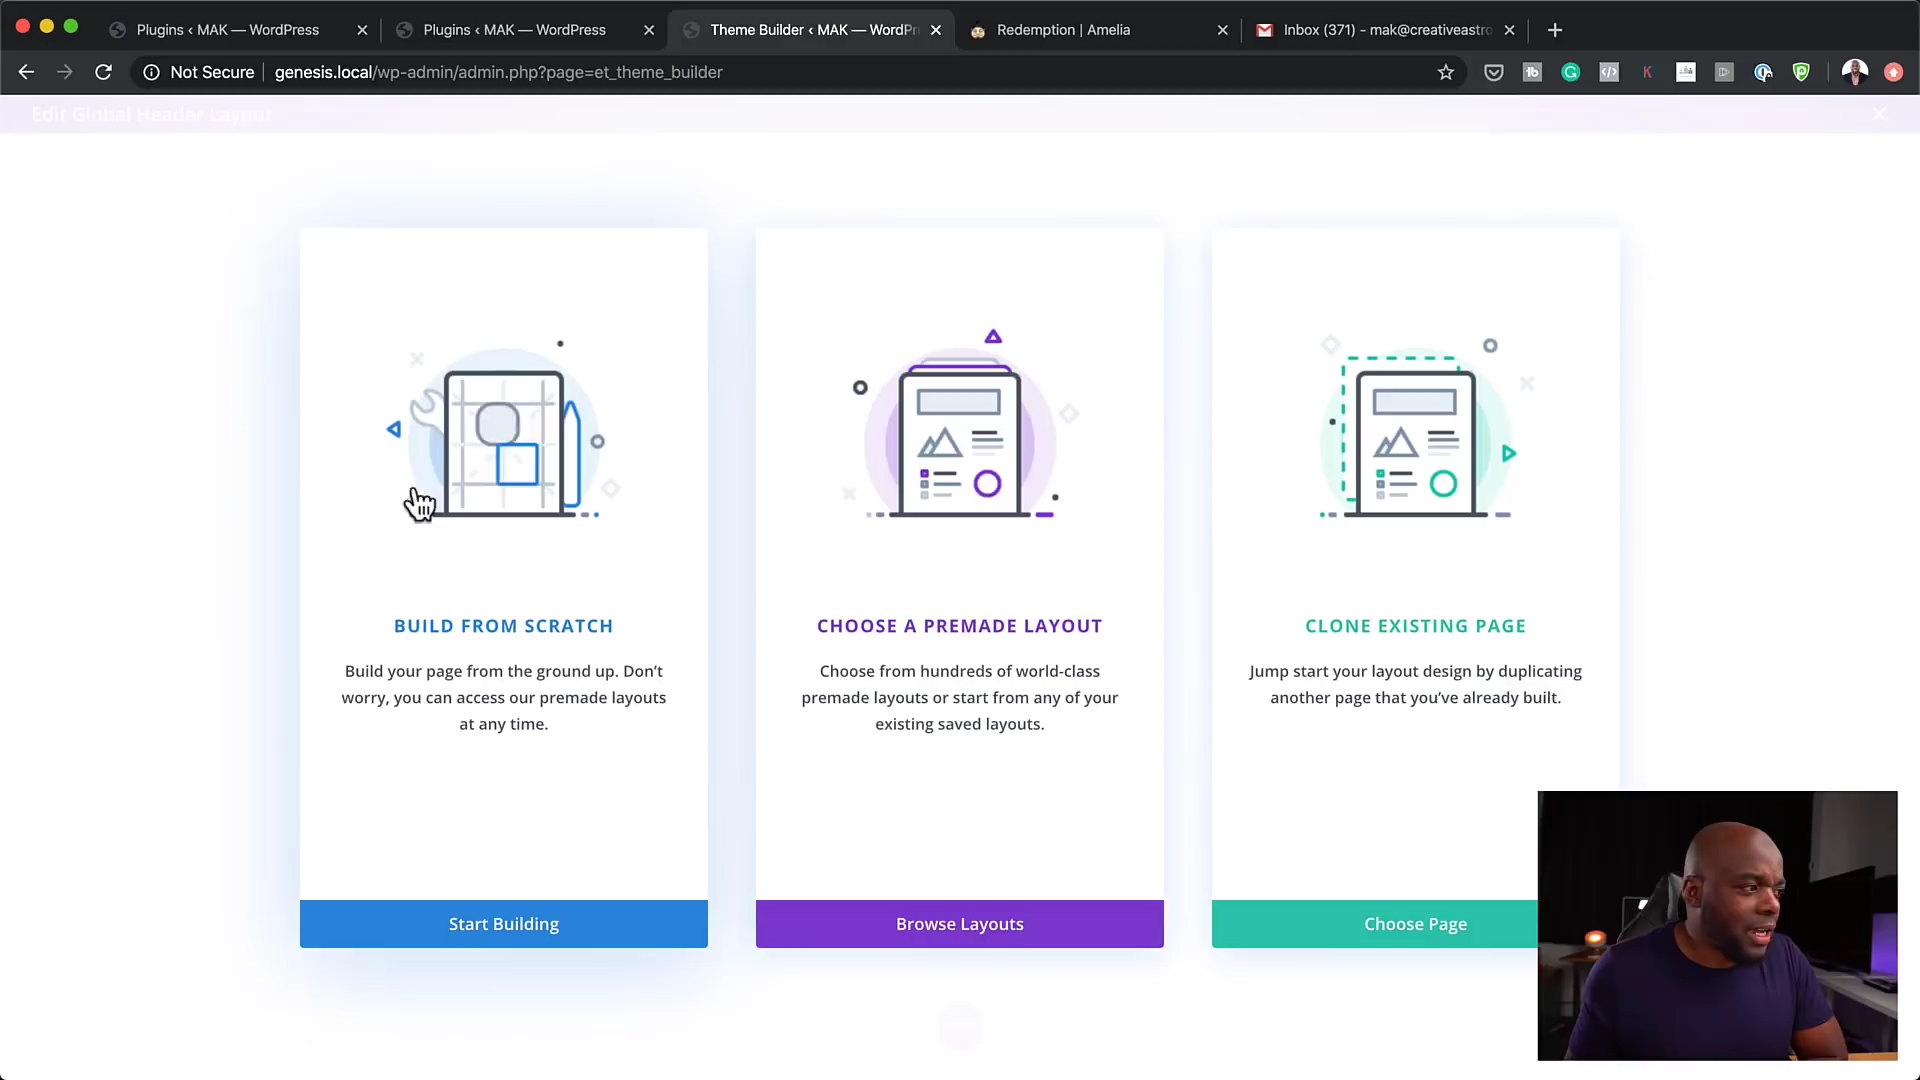 Plugins ‹ MAK — WordPress
Plugins ‹ MAK — WordPress
Theme Builder ‹ MAK — WordPr
Redemption | Amelia
Inbox (371) - mak@creativeastro
Not Secure
genesis.local/wp-admin/admin.php?page=et_theme_builder
Edit Global Header Layout
BUILD FROM SCRATCH
Build your page from the ground up. Don’t
worry, you can access our premade layouts
at any time.
Start Building
CHOOSE A PREMADE LAYOUT
Choose from hundreds of world-class
premade layouts or start from any of your
existing saved layouts.
Browse Layouts
CLONE EXISTING PAGE
Jump start your layout design by duplicating
another page that you’ve already built.
Choose Page